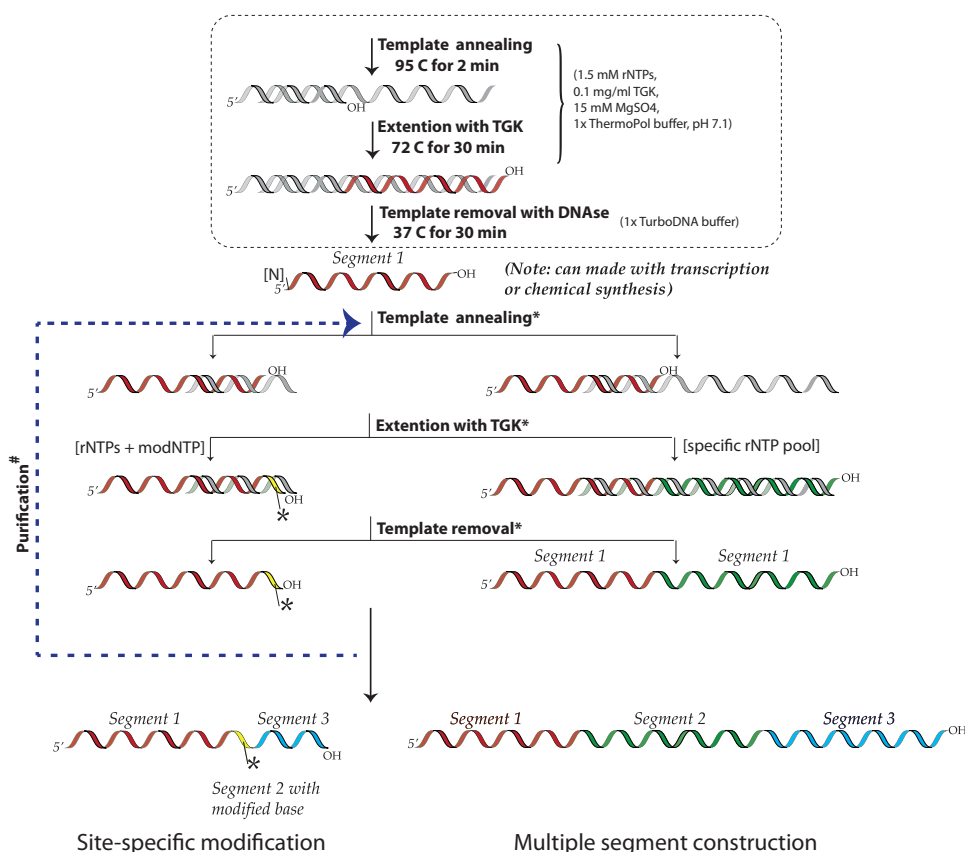 Template annealing
95 C for 2 min
(1.5 mM rNTPs,
0.1 mg/ml TGK,
15 mM MgSO4,
1x ThermoPol buffer, pH 7.1)
5'
OH
Extention with TGK
72 C for 30 min
OH
5'
Template removal with DNAse
37 C for 30 min
(1x TurboDNA buffer)
Segment 1
[N]
5'
OH
(Note: can made with transcription
or chemical synthesis)
Template annealing*
OH
5'
OH
5'
Extention with TGK*
[rNTPs + modNTP]
[specific rNTP pool]
5'
OH
*
5'
OH
Purification#
Template removal*
Segment 1
Segment 1
5'
OH
*
5'
OH
Segment 1
Segment 3
5'
OH
*
Segment 2 with
modified base
Segment 1
Segment 2
Segment 3
5'
OH
Site-specific modification
Multiple segment construction